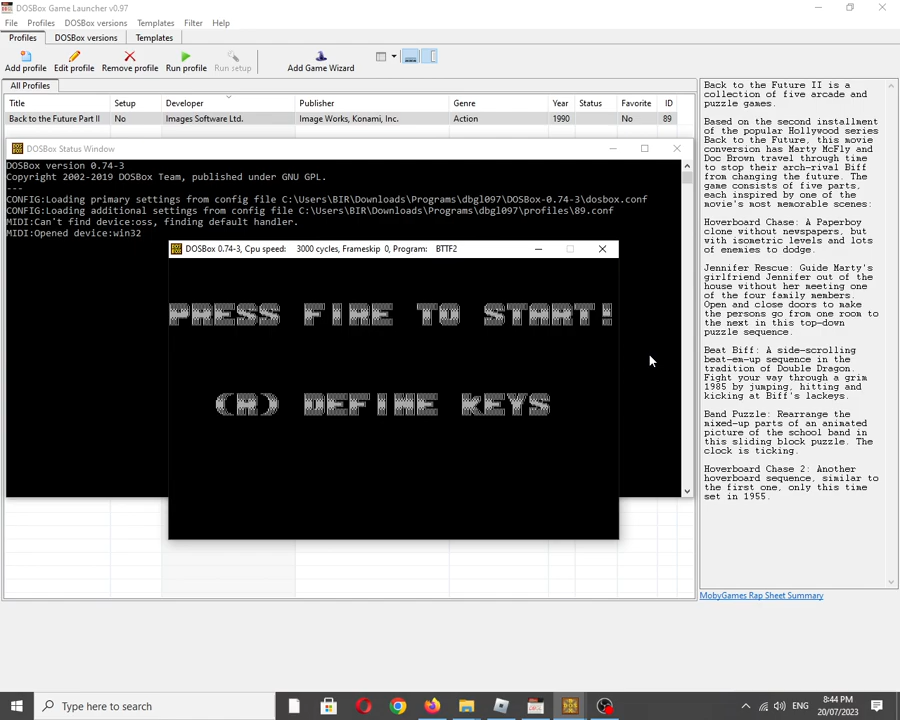 DOSBox Game Launcher v0.97
File Profiles DOSBox versions Templates Filter Help
Profiles DOSBox versions Templates
Add profile Edit profile Remove profile Run profile Run setup Add Game Wizard
All Profiles
Title Setup Developer Publisher Genre Year Status Favorite ID
Back to the Future Part II No Images Software Ltd. Image Works, Konami, Inc. Action 1990 No 89
DOSBox Status Window
DOSBox version 0.74-3
Copyright 2002-2019 DOSBox Team, published under GNU GPL.
---
CONFIG:Loading primary settings from config file C:\Users\BIR\Downloads\Programs\dbgl097\DOSBox-0.74-3\dosbox.conf
CONFIG:Loading additional settings from config file C:\Users\BIR\Downloads\Programs\dbgl097\profiles\89.conf
MIDI:Can't find device:oss, finding default handler.
MIDI:Opened device:win32
DOSBox 0.74-3, Cpu speed: 3000 cycles, Frameskip 0, Program: BTTF2
PRESS FIRE TO START!
(R) DEFINE KEYS
Back to the Future II is a
collection of five arcade and
puzzle games.
Based on the second installment
of the popular Hollywood series
Back to the Future, this movie
conversion has Marty McFly and
Doc Brown travel through time
to stop their arch-rival Biff
from changing the future. The
game consists of five parts,
each inspired by one of the
movie's most memorable scenes:
Hoverboard Chase: A Paperboy
clone without newspapers, but
with isometric levels and lots
of enemies to dodge.
Jennifer Rescue: Guide Marty's
girlfriend Jennifer out of the
house without her meeting one
of the four family members.
Open and close doors to make
the persons go from one room to
the next in this top-down
puzzle sequence.
Beat Biff: A side-scrolling
beat-em-up sequence in the
tradition of Double Dragon.
Fight your way through a grim
1985 by jumping, hitting and
kicking at Biff's lackeys.
Band Puzzle: Rearrange the
mixed-up parts of an animated
picture of the school band in
this sliding block puzzle. The
clock is ticking.
Hoverboard Chase 2: Another
hoverboard sequence, similar to
the first one, only this time
set in 1955.
MobyGames Rap Sheet Summary
Type here to search
ENG
8:44 PM
20/07/2023